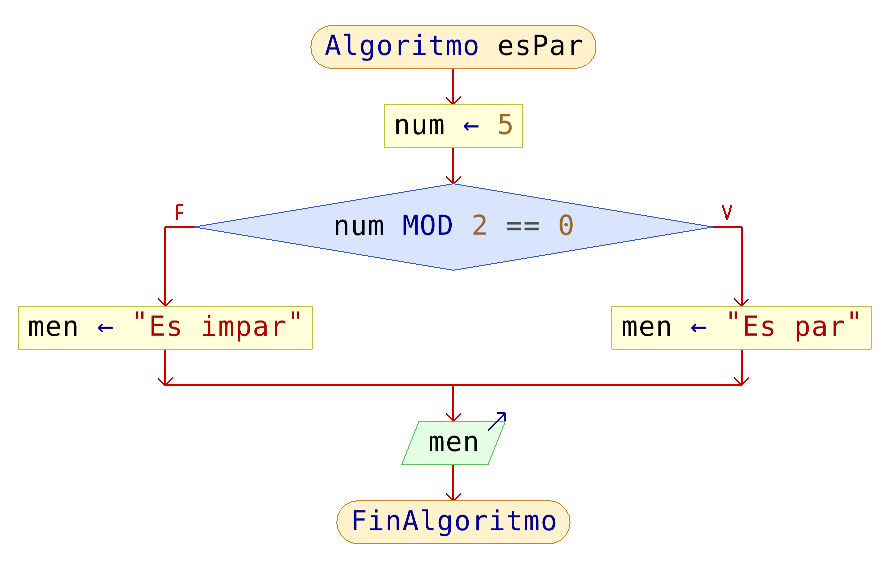 Algoritmo esPar
num ← 5
F
V
num MOD 2 == 0
men ← "Es impar"
men ← "Es par"
men
FinAlgoritmo